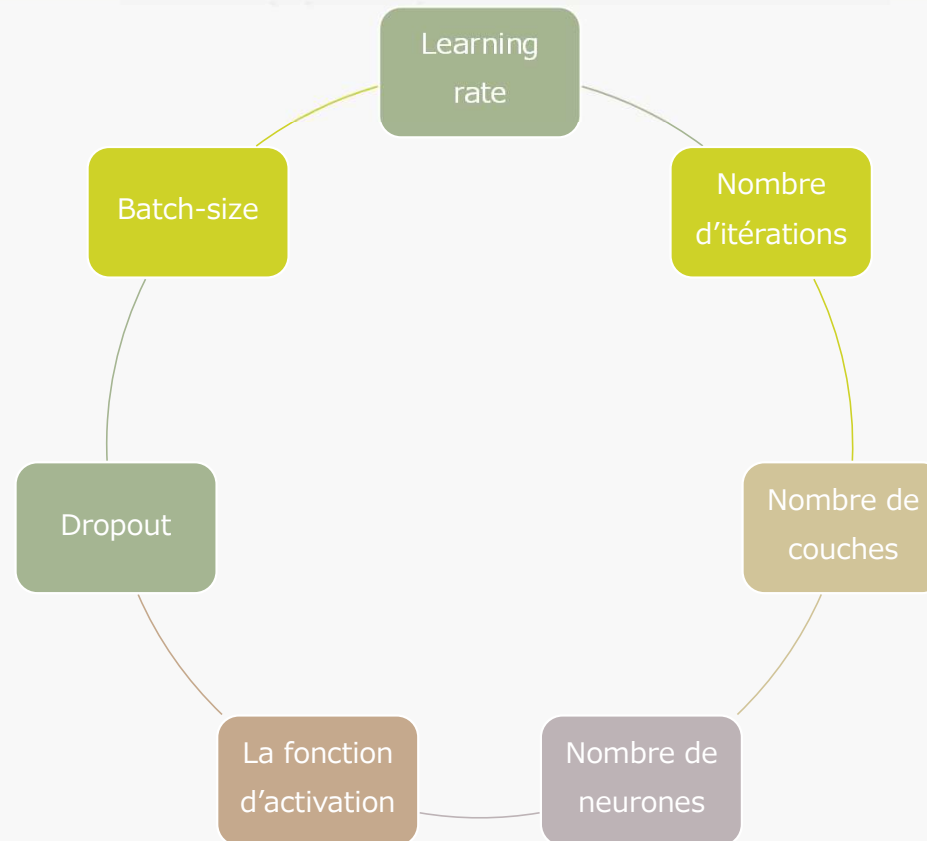 Learning
rate
Nombre
d’itérations
Nombre de
couches
Nombre de
neurones
La fonction
d’activation
Dropout
Batch-size